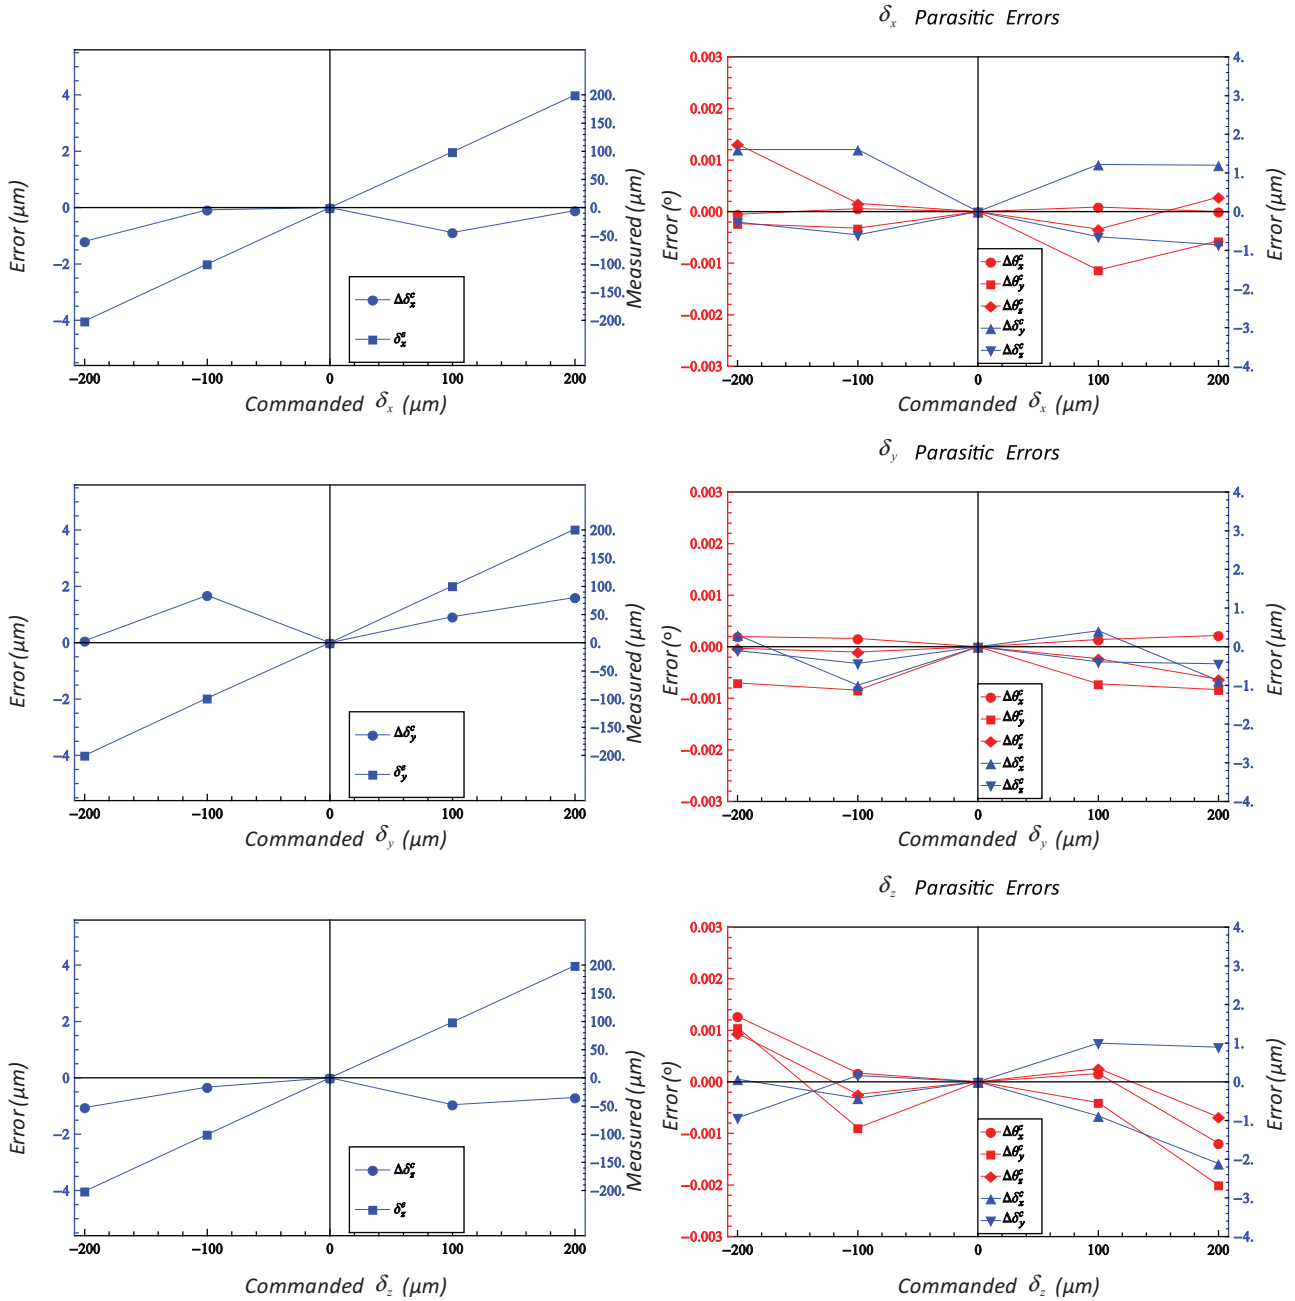 δx Parasitic Errors
4
2
0
−2
−4
200.
150.
100.
50.
0.
−50.
−100.
−150.
−200.
Error (μm)
Measured (μm)
Δδxᶜ
δxᵉ
−200
−100
0
100
200
Commanded δx (μm)
0.003
0.002
0.001
0.000
−0.001
−0.002
−0.003
4.
3.
2.
1.
0.
−1.
−2.
−3.
−4.
Error (°)
Error (μm)
Δθxᶜ
Δθyᶜ
Δθzᶜ
Δδyᶜ
Δδzᶜ
−200
−100
0
100
200
Commanded δx (μm)
δy Parasitic Errors
4
2
0
−2
−4
200.
150.
100.
50.
0.
−50.
−100.
−150.
−200.
Error (μm)
Measured (μm)
Δδyᶜ
δyᵉ
−200
−100
0
100
200
Commanded δy (μm)
0.003
0.002
0.001
0.000
−0.001
−0.002
−0.003
4.
3.
2.
1.
0.
−1.
−2.
−3.
−4.
Error (°)
Error (μm)
Δθxᶜ
Δθyᶜ
Δθzᶜ
Δδxᶜ
Δδzᶜ
−200
−100
0
100
200
Commanded δy (μm)
δz Parasitic Errors
4
2
0
−2
−4
200.
150.
100.
50.
0.
−50.
−100.
−150.
−200.
Error (μm)
Measured (μm)
Δδzᶜ
δzᵉ
−200
−100
0
100
200
Commanded δz (μm)
0.003
0.002
0.001
0.000
−0.001
−0.002
−0.003
4.
3.
2.
1.
0.
−1.
−2.
−3.
−4.
Error (°)
Error (μm)
Δθxᶜ
Δθyᶜ
Δθzᶜ
Δδxᶜ
Δδyᶜ
−200
−100
0
100
200
Commanded δz (μm)